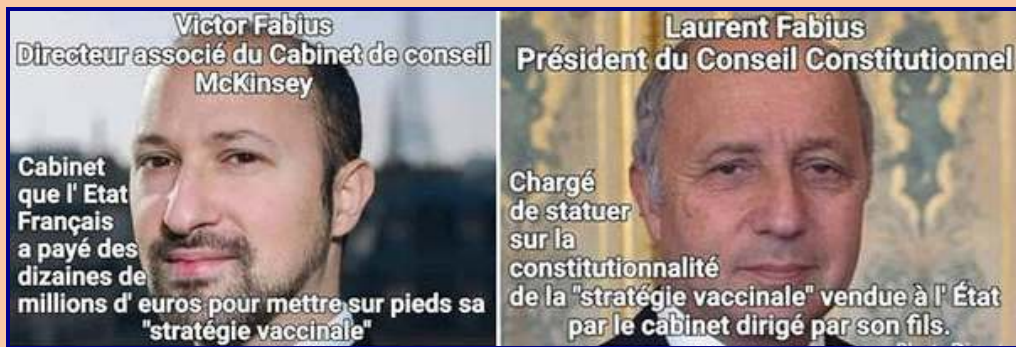 Victor Fabius
Directeur associé du Cabinet de conseil
McKinsey
Cabinet
que l' Etat
Français
a payé des
dizaines de
millions d' euros pour mettre sur pieds sa
"stratégie vaccinale"
Laurent Fabius
Président du Conseil Constitutionnel
Chargé
de statuer
sur la
constitutionnalité
de la "stratégie vaccinale" vendue à l' État
par le cabinet dirigé par son fils.